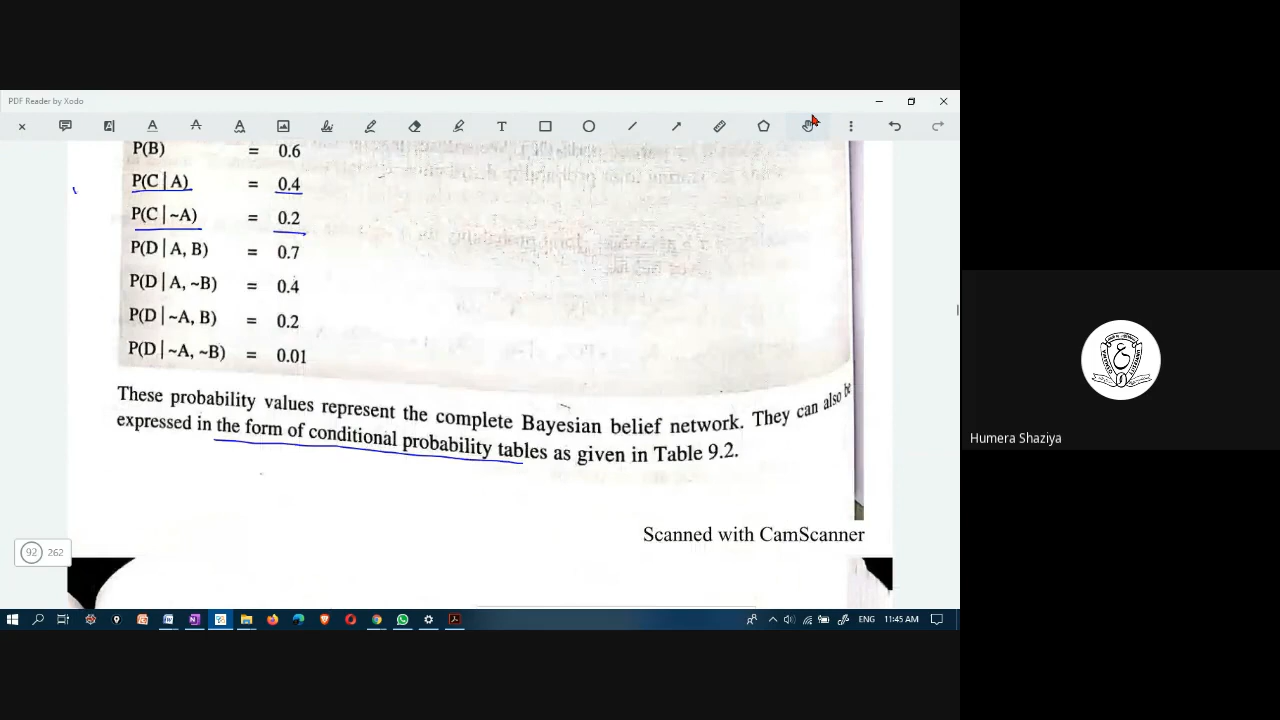 PDF Reader by Xodo
P(B) = 0.6
P(C | A) = 0.4
P(C | ~A) = 0.2
P(D | A, B) = 0.7
P(D | A, ~B) = 0.4
P(D | ~A, B) = 0.2
P(D | ~A, ~B) = 0.01
These probability values represent the complete Bayesian belief network. They can also be
expressed in the form of conditional probability tables as given in Table 9.2.
Scanned with CamScanner
92 262
ENG 11:45 AM
Humera Shaziya